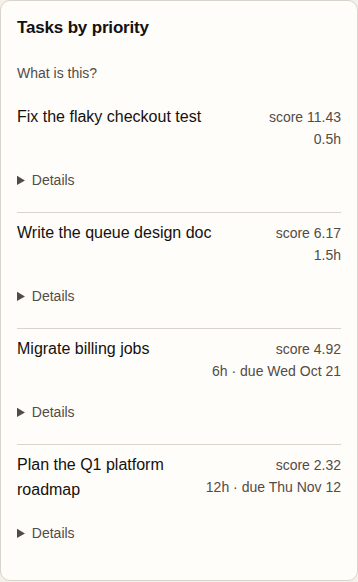 Tasks by priority
What is this?
Fix the flaky checkout test
score 11.43
0.5h
Details
Write the queue design doc
score 6.17
1.5h
Details
Migrate billing jobs
score 4.92
6h · due Wed Oct 21
Details
Plan the Q1 platform
roadmap
score 2.32
12h · due Thu Nov 12
Details